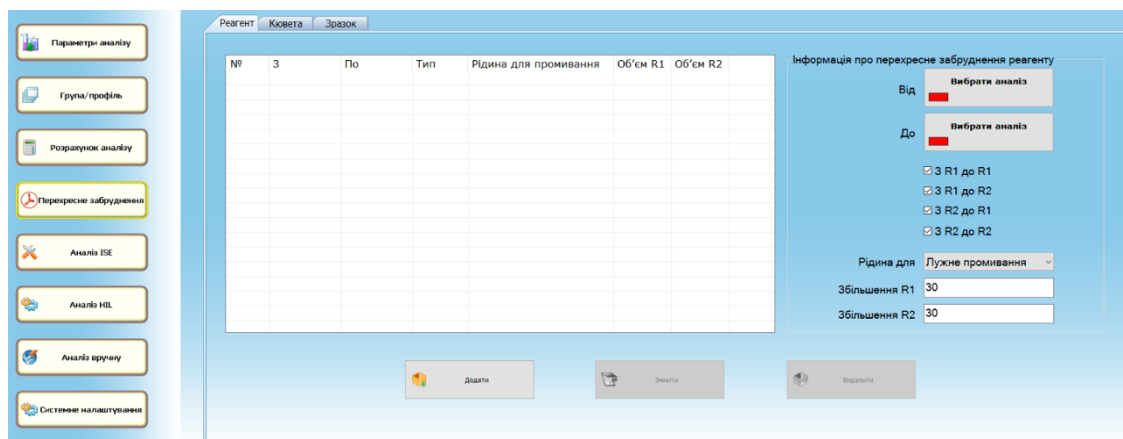 Параметри аналізу
Група/профіль
Розрахунок аналізу
Перехресне забруднення
Аналіз ISE
Аналіз HIL
Аналіз вручну
Системне налаштування
Реагент Кювета Зразок
№ З По Тип Рідина для промивання Об'єм R1 Об'єм R2
Інформація про перехресне забруднення реагенту
Від Вибрати аналіз
До Вибрати аналіз
З R1 до R1
З R1 до R2
З R2 до R1
З R2 до R2
Рідина для Лужне промивання
Збільшення R1 30
Збільшення R2 30
Додати Змінити Видалити